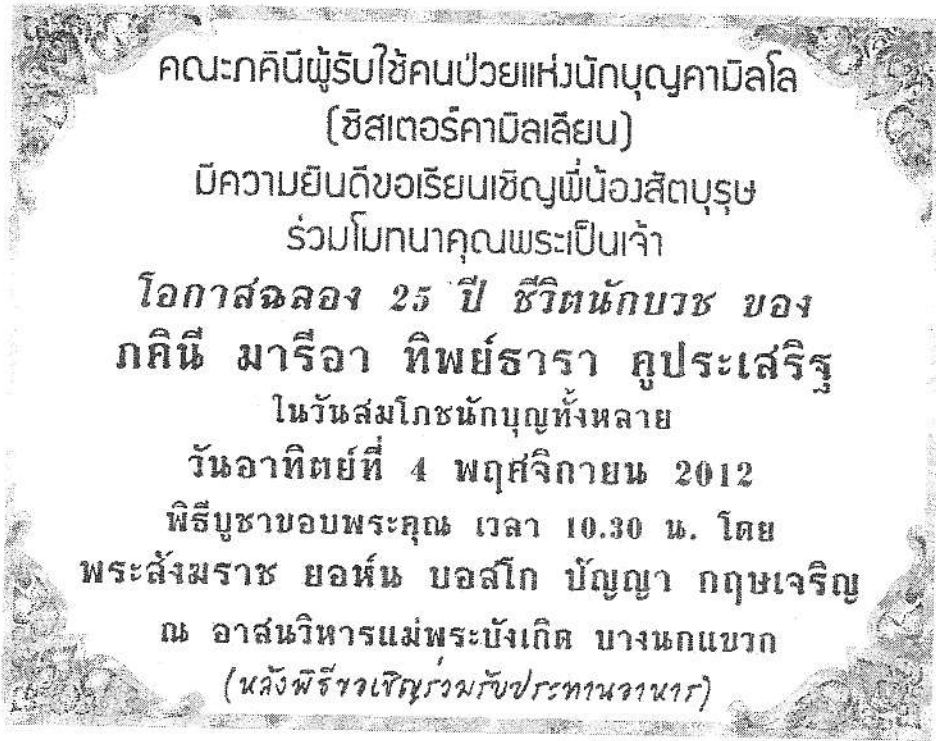 คณะภคินีผู้รับใช้คนป่วยแห่งนักบุญคามิลโล
(ซิสเตอร์คามิลเลียน)
มีความยินดีขอเรียนเชิญพี่น้องสัตบุรุษ
ร่วมโมทนาคุณพระเป็นเจ้า
โอกาสฉลอง 25 ปี ชีวิตนักบวช ของ
ภคินี มารีอา ทิพย์ธารา คูประเสริฐ
ในวันสมโภชนักบุญทั้งหลาย
วันอาทิตย์ที่ 4 พฤศจิกายน 2012
พิธีบูชาขอบพระคุณ เวลา 10.30 น. โดย
พระสังฆราช ยอห์น บอสโก ปัญญา กฤษเจริญ
ณ อาสนวิหารแม่พระบังเกิด บางนกแขวก
(หลังพิธีขอเชิญร่วมรับประทานอาหาร)